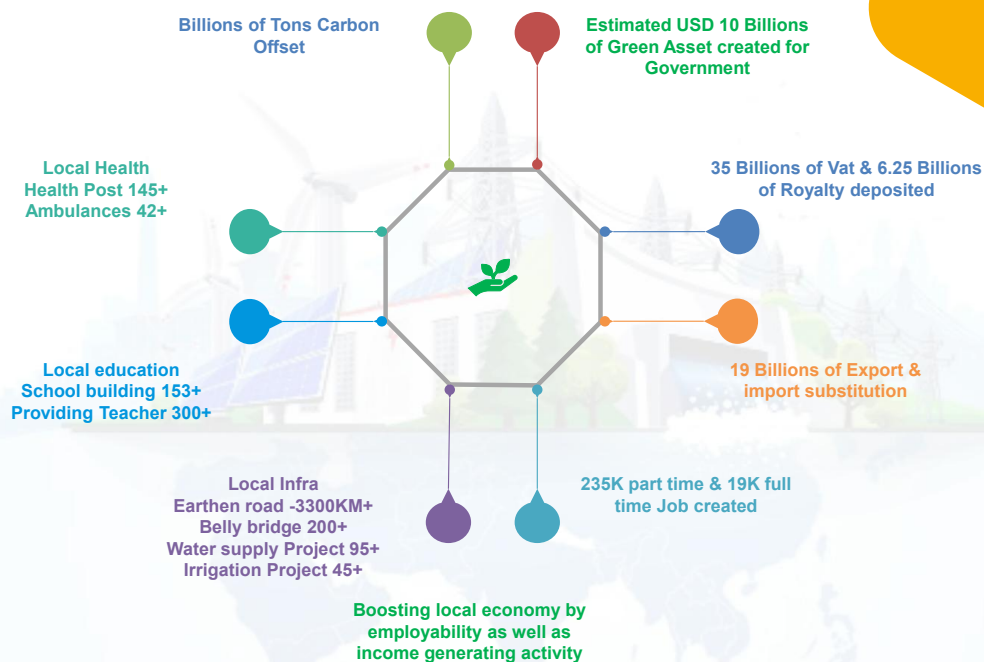 Billions of Tons Carbon
Offset
Estimated USD 10 Billions
of Green Asset created for
Government
Local Health
Health Post 145+
Ambulances 42+
35 Billions of Vat & 6.25 Billions
of Royalty deposited
Local education
School building 153+
Providing Teacher 300+
19 Billions of Export &
import substitution
Local Infra
Earthen road -3300KM+
Belly bridge 200+
Water supply Project 95+
Irrigation Project 45+
235K part time & 19K full
time Job created
Boosting local economy by
employability as well as
income generating activity